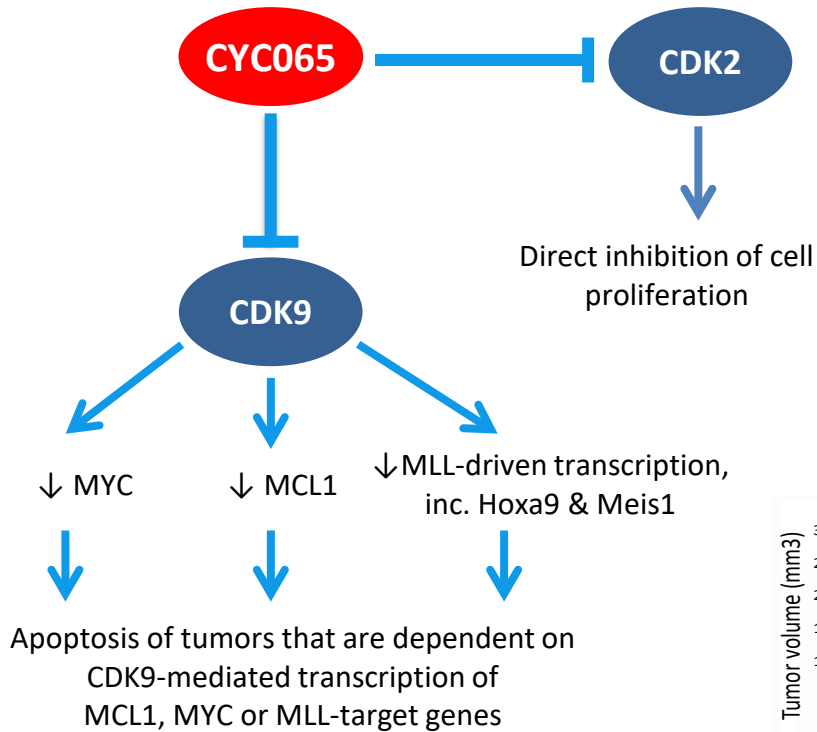 CYC065
CDK2
Direct inhibition of cell
proliferation
CDK9
↓ MYC
↓ MCL1
↓MLL-driven transcription,
inc. Hoxa9 & Meis1
Apoptosis of tumors that are dependent on
CDK9-mediated transcription of
MCL1, MYC or MLL-target genes
Tumor volume (mm3)